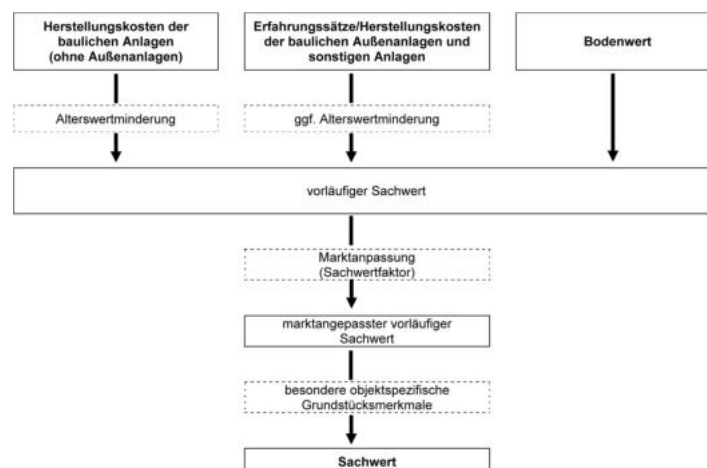 Herstellungskosten der
baulichen Anlagen
(ohne Außenanlagen)
Erfahrungssätze/Herstellungskosten
der baulichen Außenanlagen und
sonstigen Anlagen
Bodenwert
Alterswertminderung
ggf. Alterswertminderung
vorläufiger Sachwert
Marktanpassung
(Sachwertfaktor)
marktangepasster vorläufiger
Sachwert
besondere objektspezifische
Grundstücksmerkmale
Sachwert